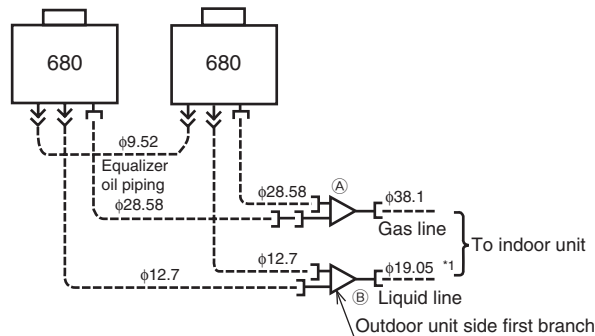 680
680
φ9.52
Equalizer
oil piping
φ28.58
φ28.58
Ⓐ
φ38.1
Gas line
To indoor unit
φ12.7
φ12.7
φ19.05 *1
Ⓑ
Liquid line
Outdoor unit side first branch